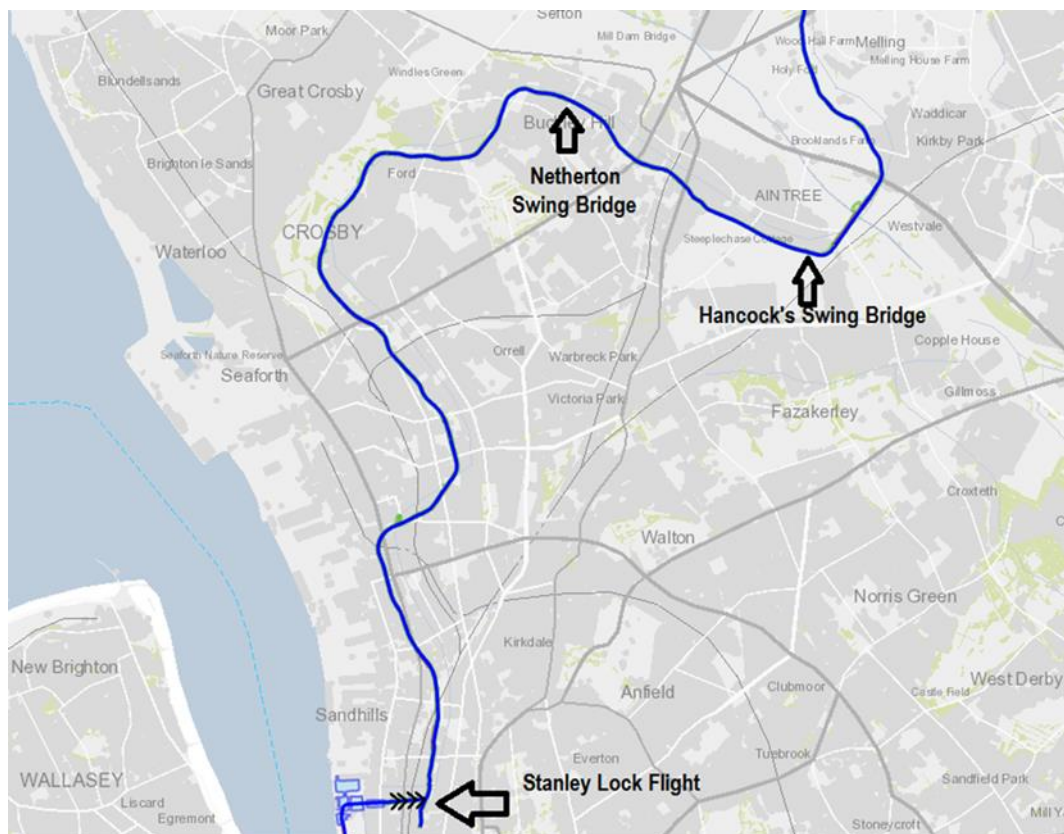 Sefton
Moor Park
Mill Dam Bridge
Wood Hall Farm
Melling
Melling House Farm
Windles Green
Holy Ford
Blundellsands
Great Crosby
Waddicar
Buckley Hill
Brooklands Farm
Kirkby Park
Brighton le Sands
Ford
Netherton
Swing Bridge
AINTREE
CROSBY
Westvale
Steeplechase Cottage
Waterloo
Hancock's Swing Bridge
Copple House
Seaforth Nature Reserve
Orrell
Warbreck Park
Seaforth
Gillmoss
Victoria Park
Fazakerley
Croxteth
Walton
Norris Green
Kirkdale
New Brighton
West Derby
Anfield
Clubmoor
Castle Field
Sandhills
Everton
Tuebrook
WALLASEY
Stanley Lock Flight
Sandfield Park
Liscard
Egremont
Stoneycroft
Mill Y